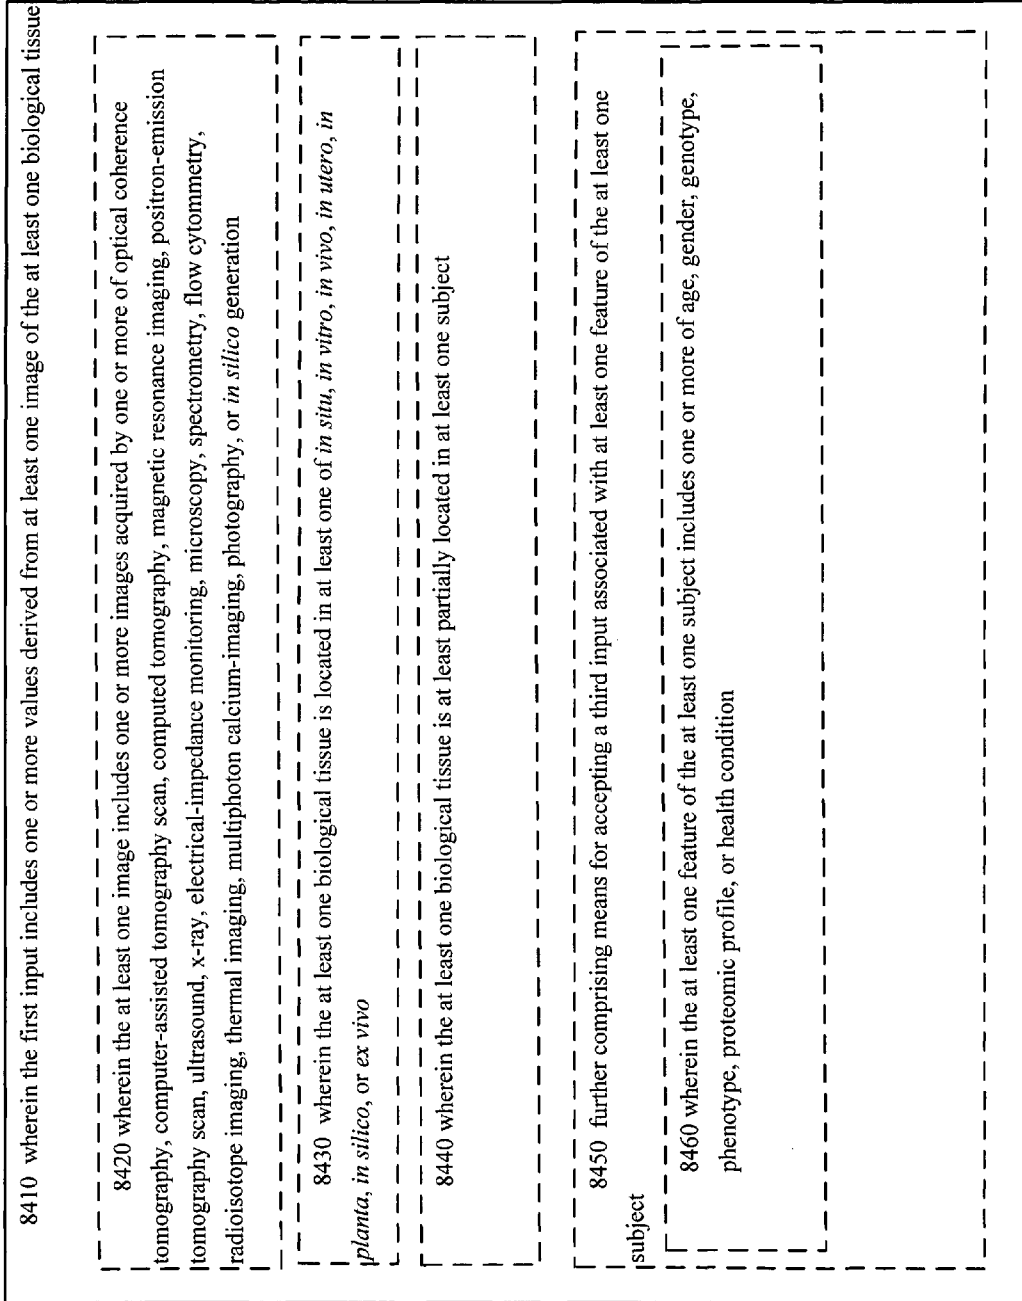 8410 wherein the first input includes one or more values derived from at least one image of the at least one biological tissue
8420 wherein the at least one image includes one or more images acquired by one or more of optical coherence
tomography, computer-assisted tomography scan, computed tomography, magnetic resonance imaging, positron-emission
tomography scan, ultrasound, x-ray, electrical-impedance monitoring, microscopy, spectrometry, flow cytommetry,
radioisotope imaging, thermal imaging, multiphoton calcium-imaging, photography, or in silico generation
8430 wherein the at least one biological tissue is located in at least one of in situ, in vitro, in vivo, in utero, in
planta, in silico, or ex vivo
8440 wherein the at least one biological tissue is at least partially located in at least one subject
8450 further comprising means for accepting a third input associated with at least one feature of the at least one
subject
8460 wherein the at least one feature of the at least one subject includes one or more of age, gender, genotype,
phenotype, proteomic profile, or health condition